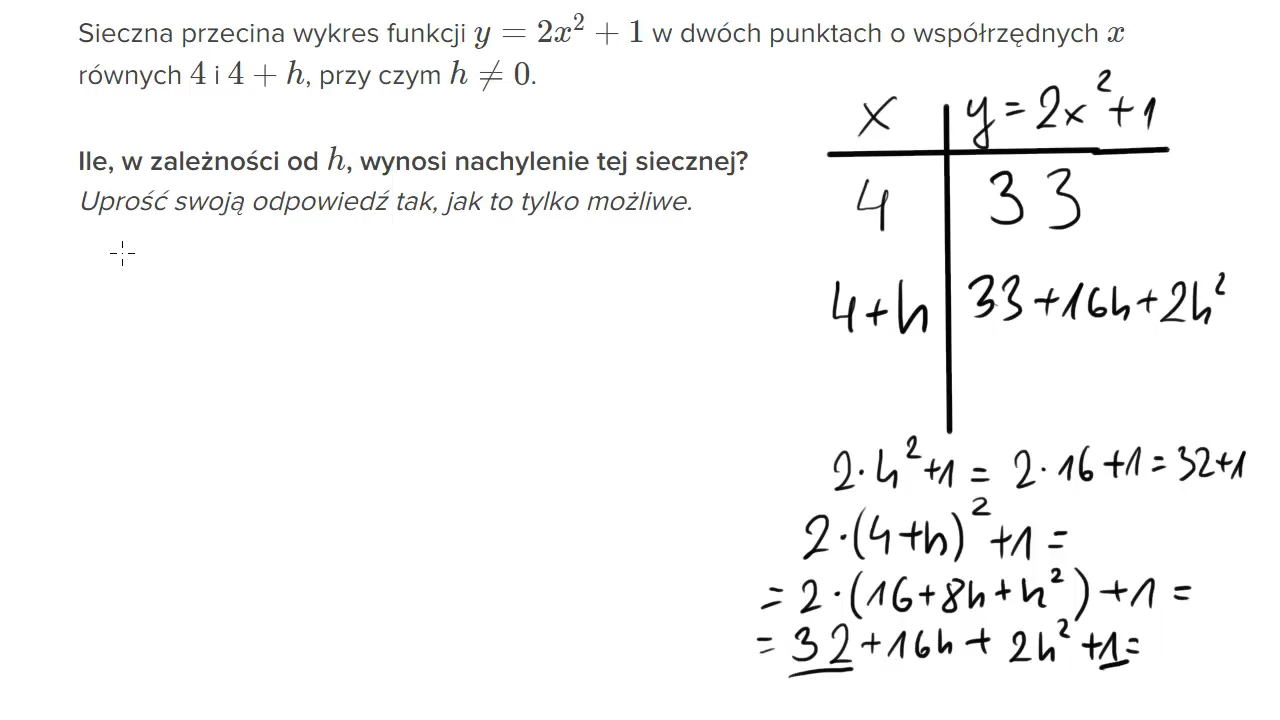 Sieczna przecina wykres funkcji y = 2x² + 1 w dwóch punktach o współrzędnych x
równych 4 i 4 + h, przy czym h ≠ 0.
Ile, w zależności od h, wynosi nachylenie tej siecznej?
Uprość swoją odpowiedź tak, jak to tylko możliwe.
x y = 2x² + 1
4 33
4+h 33 + 16h + 2h²
2·4² + 1 = 2·16 + 1 = 32 + 1
2·(4+h)² + 1 =
= 2·(16 + 8h + h²) + 1 =
= 32 + 16h + 2h² + 1 =